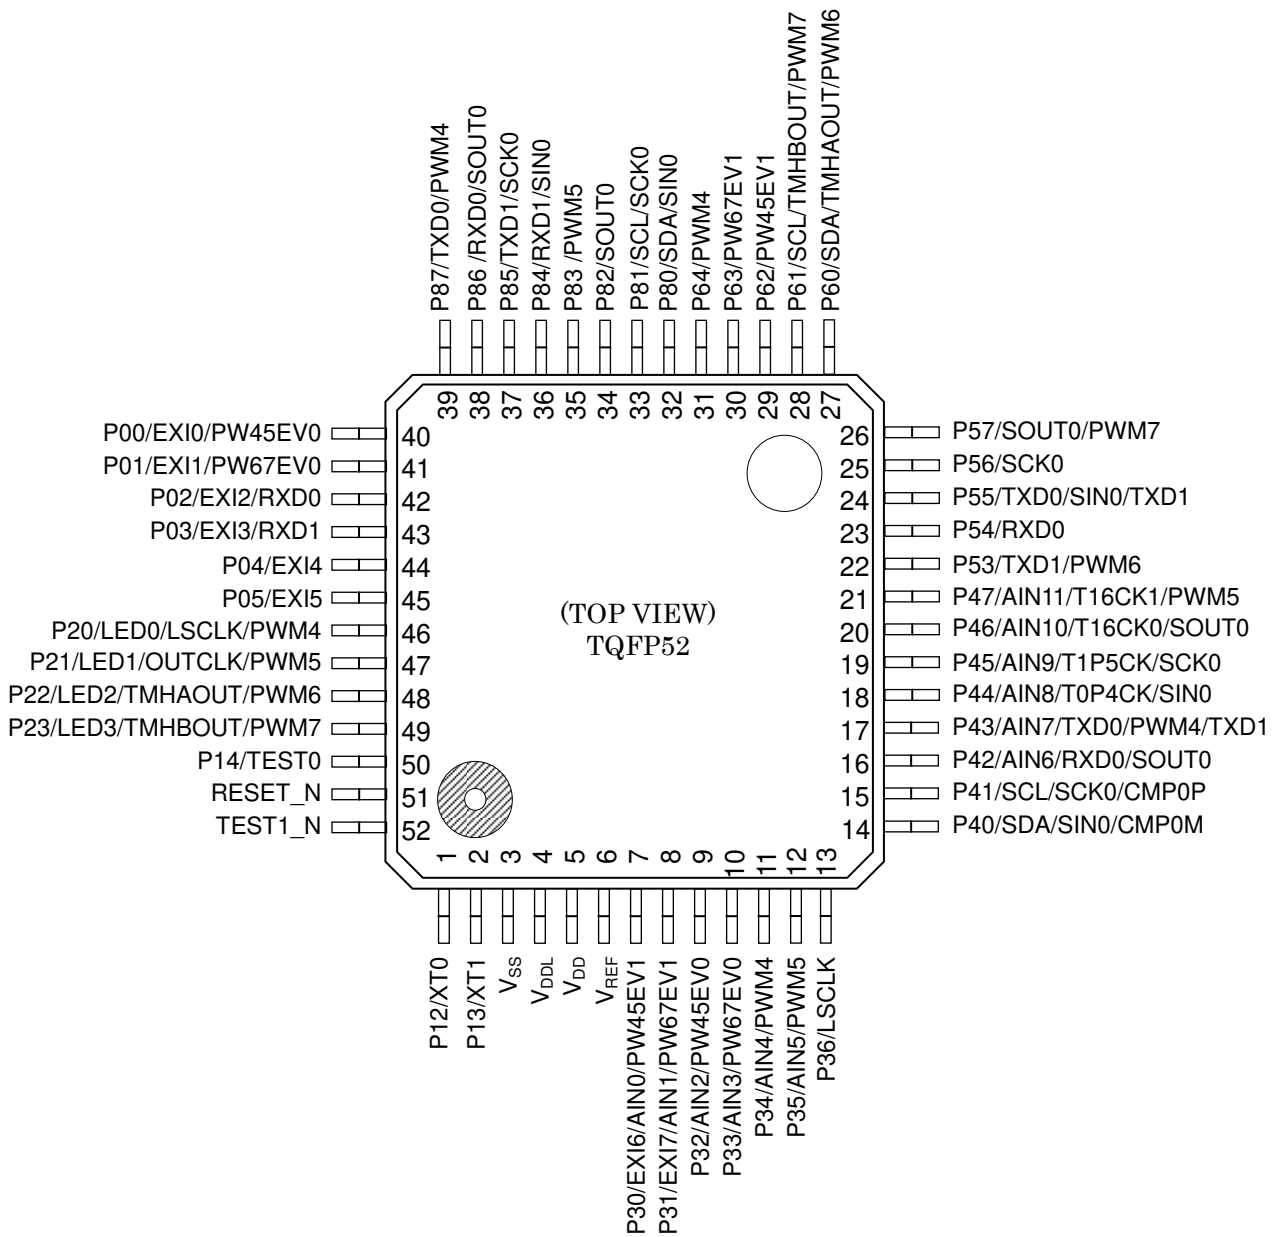 P87/TXD0/PWM4
P86 /RXD0/SOUT0
P85/TXD1/SCK0
P84/RXD1/SIN0
P83 /PWM5
P82/SOUT0
P81/SCL/SCK0
P80/SDA/SIN0
P64/PWM4
P63/PW67EV1
P62/PW45EV1
P61/SCL/TMHBOUT/PWM7
P60/SDA/TMHAOUT/PWM6
39
38
37
36
35
34
33
32
31
30
29
28
27
P00/EXI0/PW45EV0
40
P01/EXI1/PW67EV0
41
P02/EXI2/RXD0
42
P03/EXI3/RXD1
43
P04/EXI4
44
P05/EXI5
45
P20/LED0/LSCLK/PWM4
46
P21/LED1/OUTCLK/PWM5
47
P22/LED2/TMHAOUT/PWM6
48
P23/LED3/TMHBOUT/PWM7
49
P14/TEST0
50
RESET_N
51
TEST1_N
52
(TOP VIEW)
TQFP52
26
P57/SOUT0/PWM7
25
P56/SCK0
24
P55/TXD0/SIN0/TXD1
23
P54/RXD0
22
P53/TXD1/PWM6
21
P47/AIN11/T16CK1/PWM5
20
P46/AIN10/T16CK0/SOUT0
19
P45/AIN9/T1P5CK/SCK0
18
P44/AIN8/T0P4CK/SIN0
17
P43/AIN7/TXD0/PWM4/TXD1
16
P42/AIN6/RXD0/SOUT0
15
P41/SCL/SCK0/CMP0P
14
P40/SDA/SIN0/CMP0M
1
2
3
4
5
6
7
8
9
10
11
12
13
P12/XT0
P13/XT1
VSS
VDDL
VDD
VREF
P30/EXI6/AIN0/PW45EV1
P31/EXI7/AIN1/PW67EV1
P32/AIN2/PW45EV0
P33/AIN3/PW67EV0
P34/AIN4/PWM4
P35/AIN5/PWM5
P36/LSCLK